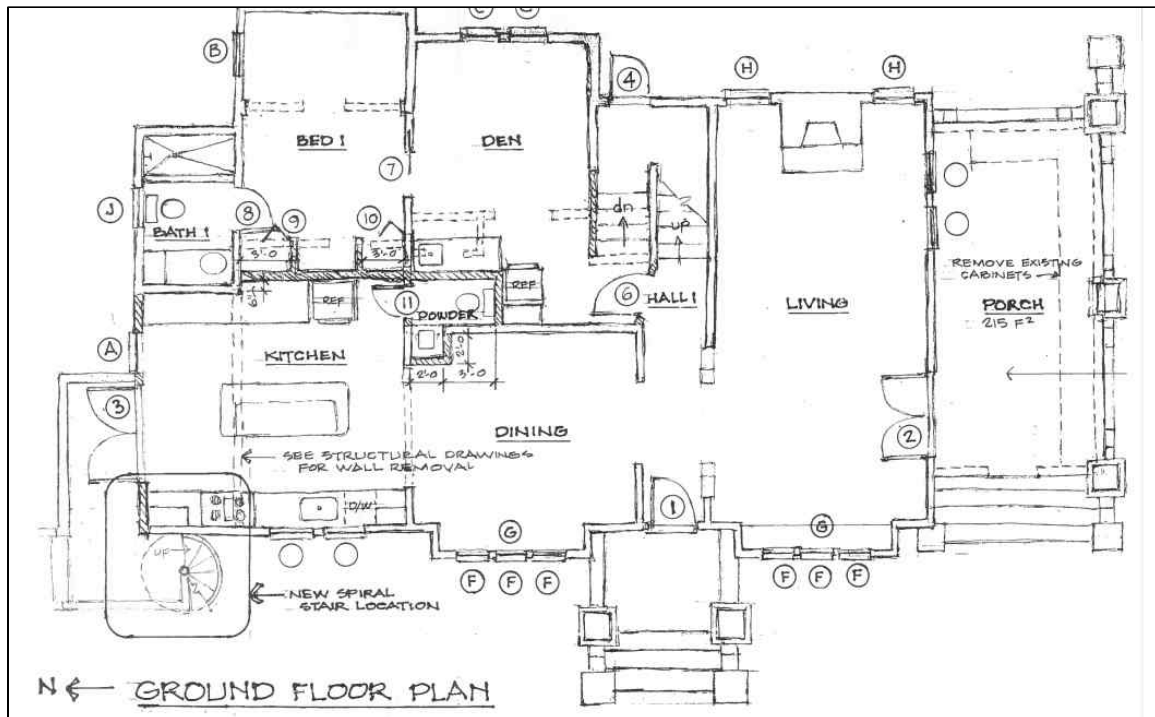 C
B
4
H
H
BED 1
DEN
7
J
8
9
10
BATH 1
3'-0
3'-0
dn
UP
6
HALL 1
REMOVE EXISTING
CABINETS
LIVING
PORCH
215 F²
REF
REF
11
POWDER
A
KITCHEN
2'-0
2'-0
3'-0
3
DINING
2
SEE STRUCTURAL DRAWINGS
FOR WALL REMOVAL
D/W
1
G
G
F
F
F
F
F
F
UP
NEW SPIRAL
STAIR LOCATION
N
GROUND FLOOR PLAN